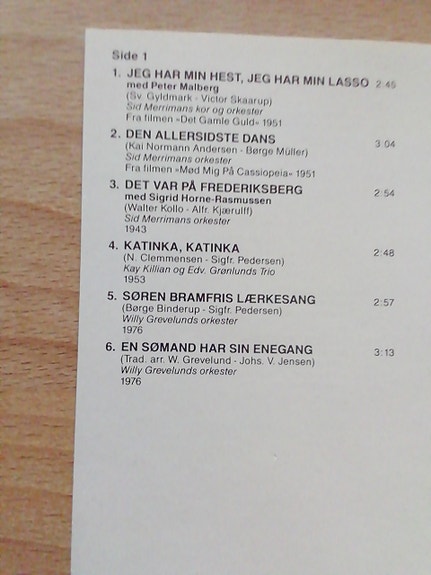 Side 1
1. JEG HAR MIN HEST, JEG HAR MIN LASSO 2:45
med Peter Malberg
(Sv. Gyldmark - Victor Skaarup)
Sid Merrimans kor og orkester
Fra filmen »Det Gamle Guld« 1951
2. DEN ALLERSIDSTE DANS 3:04
(Kai Normann Andersen - Børge Müller)
Sid Merrimans orkester
Fra filmen »Mød Mig På Cassiopeia« 1951
3. DET VAR PÅ FREDERIKSBERG 2:54
med Sigrid Horne-Rasmussen
(Walter Kollo - Alfr. Kjærulff)
Sid Merrimans orkester
1943
4. KATINKA, KATINKA 2:48
(N. Clemmensen - Sigfr. Pedersen)
Kay Killian og Edv. Grønlunds Trio
1953
5. SØREN BRAMFRIS LÆRKESANG 2:57
(Børge Binderup - Sigfr. Pedersen)
Willy Grevelunds orkester
1976
6. EN SØMAND HAR SIN ENEGANG 3:13
(Trad. arr. W. Grevelund - Johs. V. Jensen)
Willy Grevelunds orkester
1976